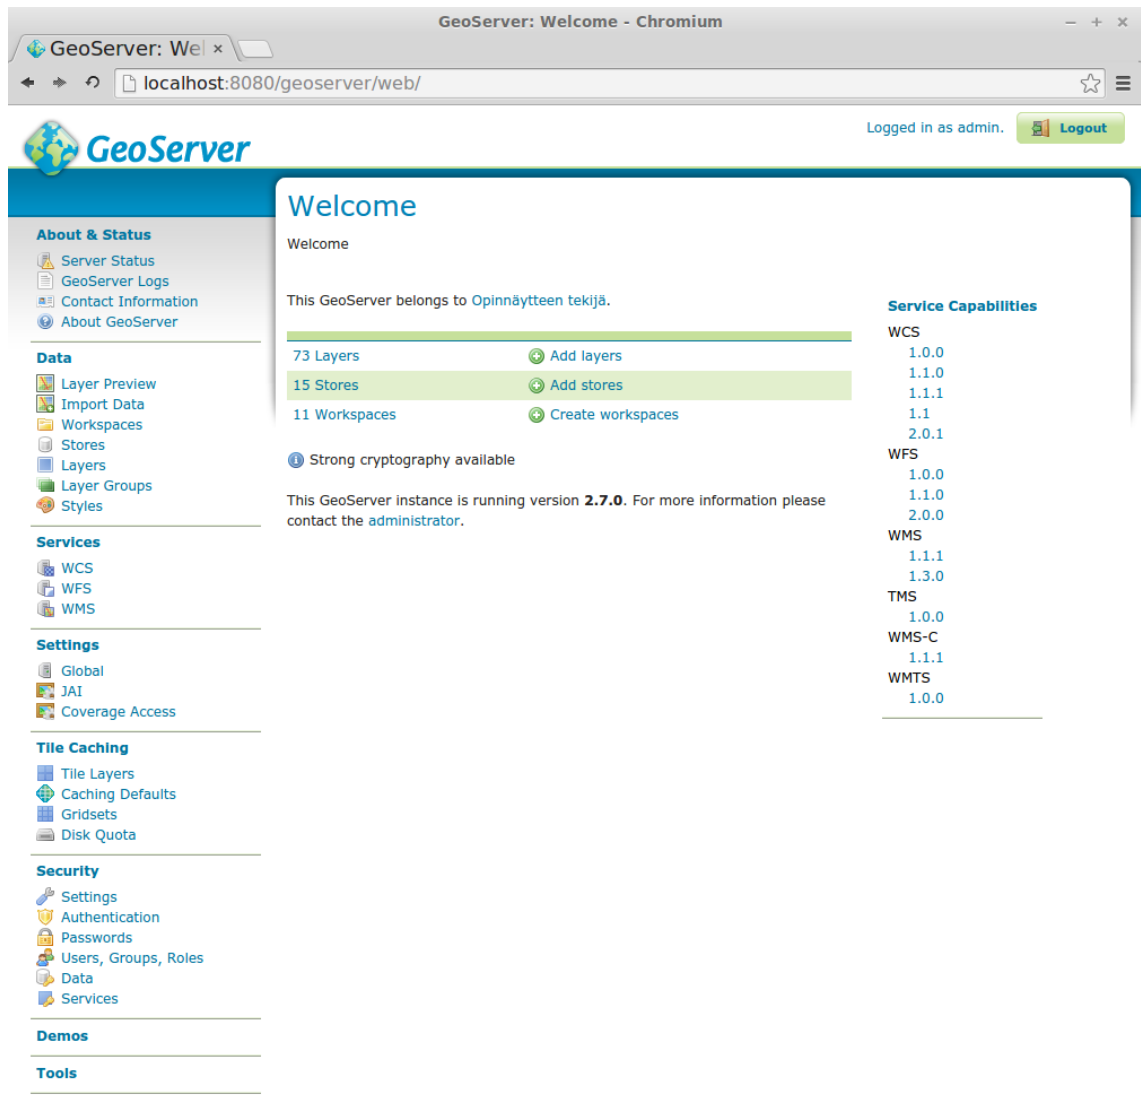 GeoServer: Welcome - Chromium
GeoServer: Wel
localhost:8080/geoserver/web/
GeoServer
Logged in as admin.
Logout
About & Status
Server Status
GeoServer Logs
Contact Information
About GeoServer
Data
Layer Preview
Import Data
Workspaces
Stores
Layers
Layer Groups
Styles
Services
WCS
WFS
WMS
Settings
Global
JAI
Coverage Access
Tile Caching
Tile Layers
Caching Defaults
Gridsets
Disk Quota
Security
Settings
Authentication
Passwords
Users, Groups, Roles
Data
Services
Demos
Tools
Welcome
Welcome
This GeoServer belongs to Opinnäytteen tekijä.
73 Layers Add layers
15 Stores Add stores
11 Workspaces Create workspaces
Strong cryptography available
This GeoServer instance is running version 2.7.0. For more information please
contact the administrator.
Service Capabilities
WCS
1.0.0
1.1.0
1.1.1
1.1
2.0.1
WFS
1.0.0
1.1.0
2.0.0
WMS
1.1.1
1.3.0
TMS
1.0.0
WMS-C
1.1.1
WMTS
1.0.0